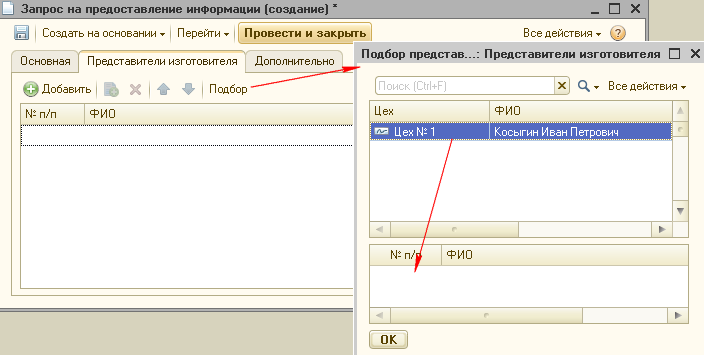 Запрос на предоставление информации (создание) *
Создать на основании Перейти Провести и закрыть Все действия
Основная Представители изготовителя Дополнительно
Добавить Подбор
№ п/п ФИО
Подбор представ...: Представители изготовителя
Поиск (Ctrl+F) Все действия
Цех ФИО
Цех № 1 Косыгин Иван Петрович
№ п/п ФИО
OK